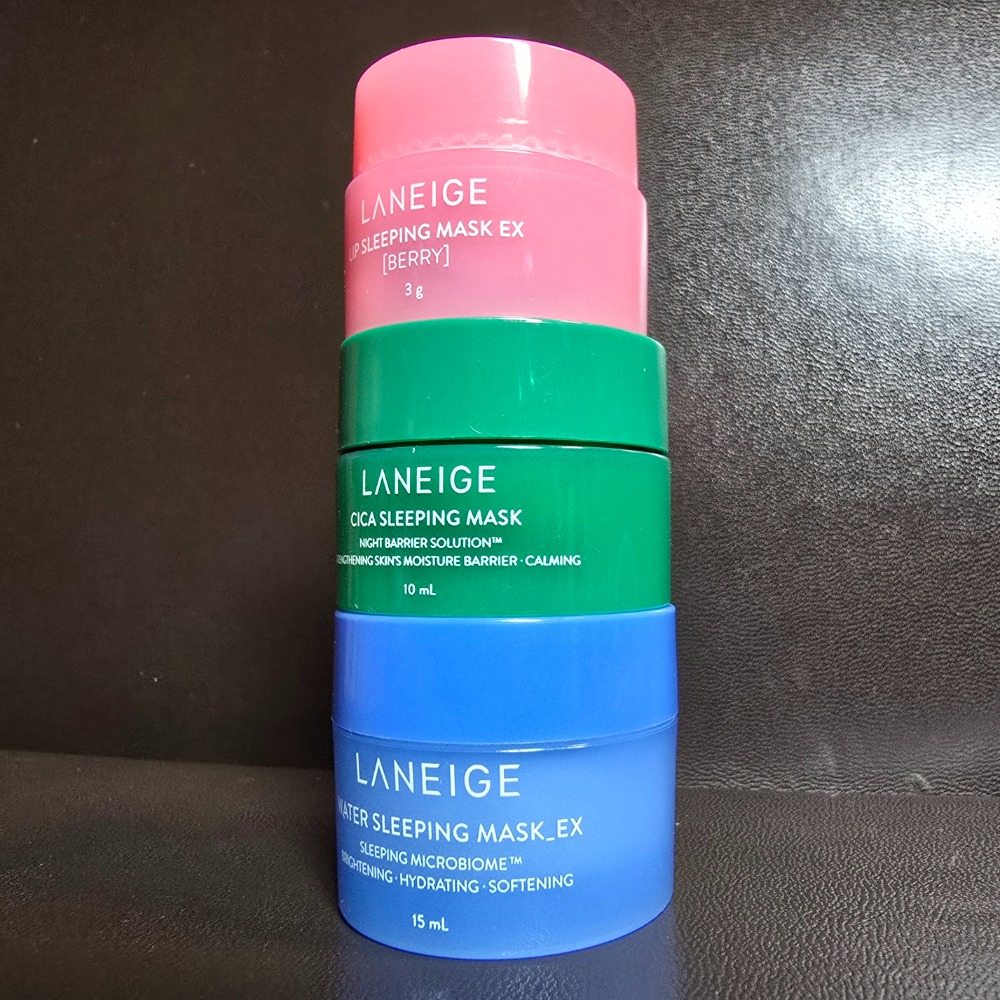 LANEIGE
LIP SLEEPING MASK EX
[BERRY]
3 g
LANEIGE
CICA SLEEPING MASK
NIGHT BARRIER SOLUTION™
SKIN'S MOISTURE BARRIER · CALMING
10 mL
LANEIGE
WATER SLEEPING MASK_EX
SLEEPING MICROBIOME™
BRIGHTENING · HYDRATING · SOFTENING
15 mL